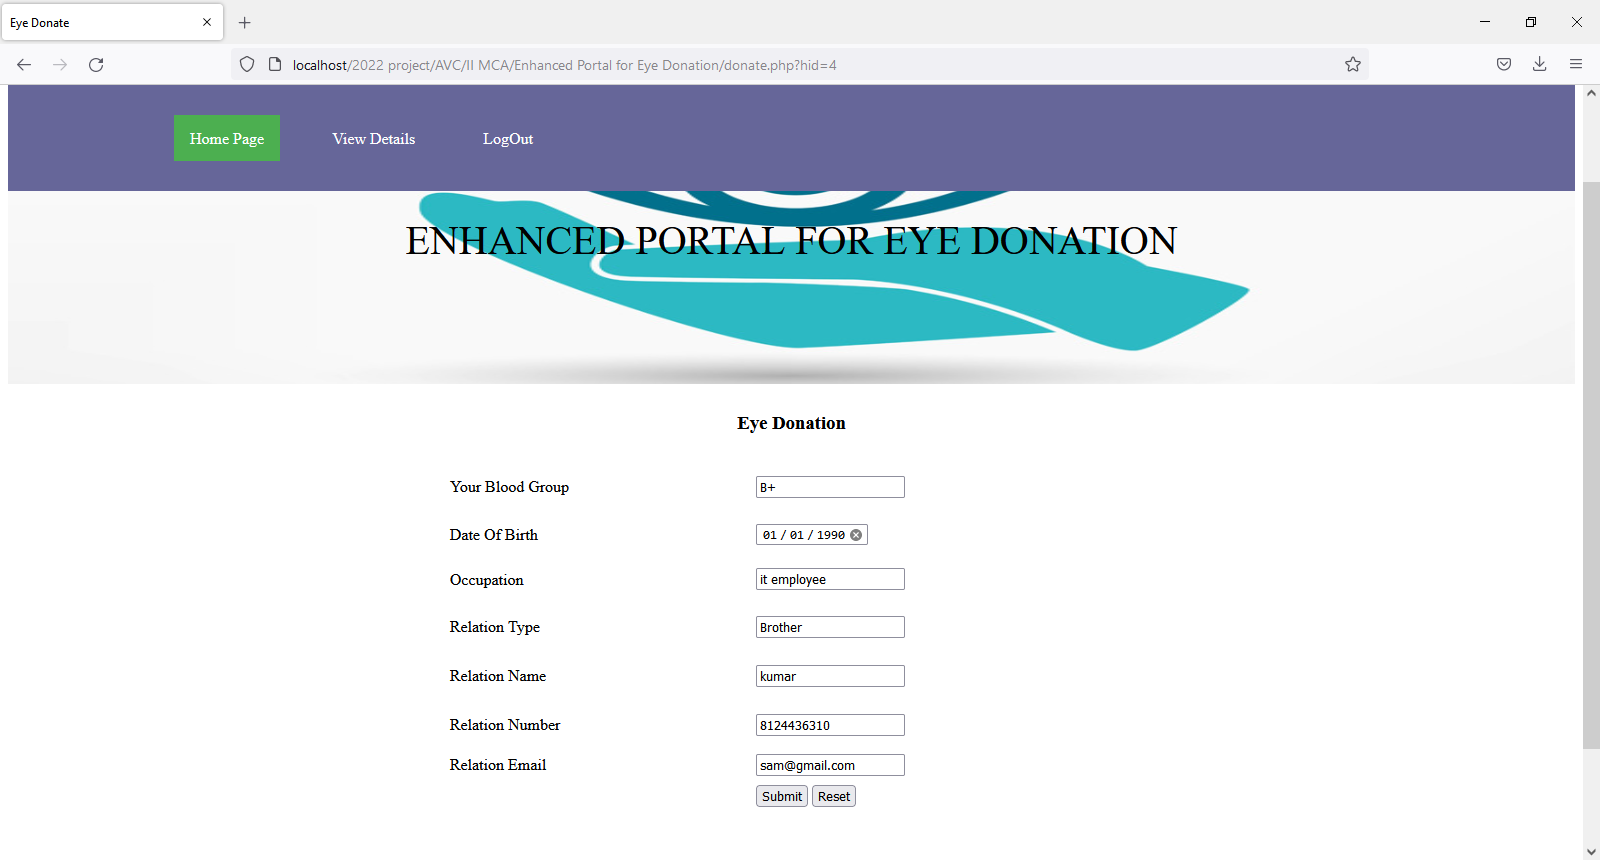 Eye Donate
localhost/2022 project/AVC/II MCA/Enhanced Portal for Eye Donation/donate.php?hid=4
Home Page View Details LogOut
ENHANCED PORTAL FOR EYE DONATION
Eye Donation
Your Blood Group B+
Date Of Birth 01 / 01 / 1990
Occupation it employee
Relation Type Brother
Relation Name kumar
Relation Number 8124436310
Relation Email sam@gmail.com
Submit Reset